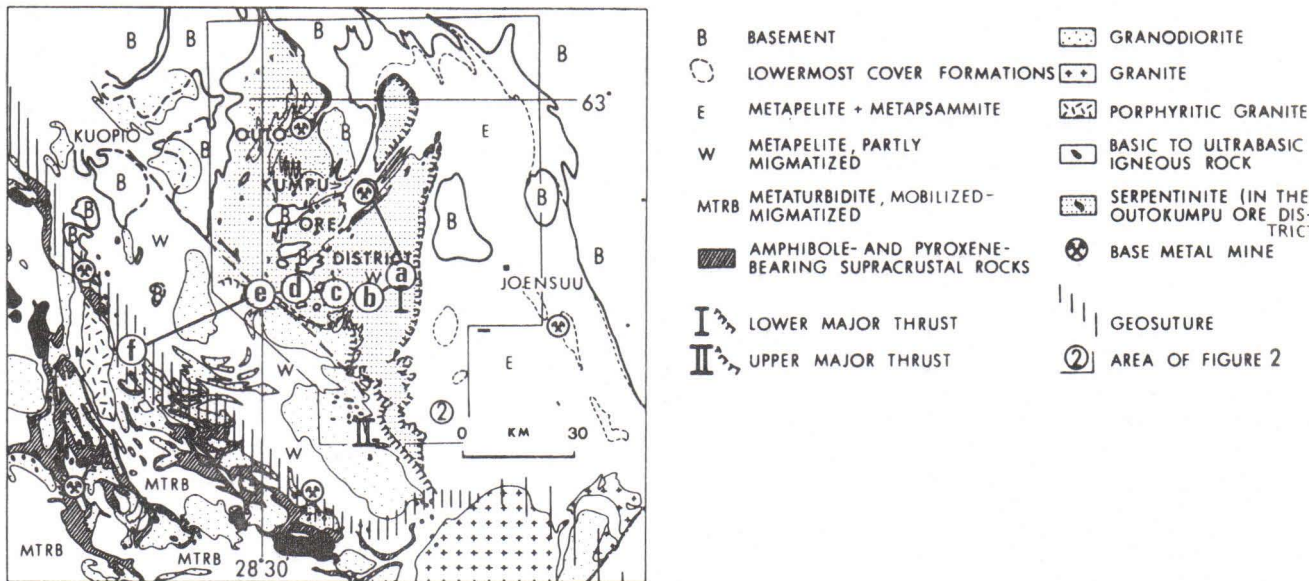 B
B
B
B
B
63°
KUOPIO
OUTO
B
E
B
B
KUMPU
B
B
B
W
ORE
B
B
B
DISTRICT
W
a
I
JOENSUU
e
d
c
b
f
W
E
II
2
0 KM 30
W
MTRB
MTRB
MTRB
28°30'
B BASEMENT
LOWERMOST COVER FORMATIONS
E METAPELITE + METAPSAMMITE
W METAPELITE, PARTLY
MIGMATIZED
MTRB METATURBIDITE, MOBILIZED-
MIGMATIZED
AMPHIBOLE- AND PYROXENE-
BEARING SUPRACRUSTAL ROCKS
I LOWER MAJOR THRUST
II UPPER MAJOR THRUST
GRANODIORITE
GRANITE
PORPHYRITIC GRANITE
BASIC TO ULTRABASIC
IGNEOUS ROCK
SERPENTINITE (IN THE
OUTOKUMPU ORE DIS-
TRICT
BASE METAL MINE
GEOSUTURE
2 AREA OF FIGURE 2